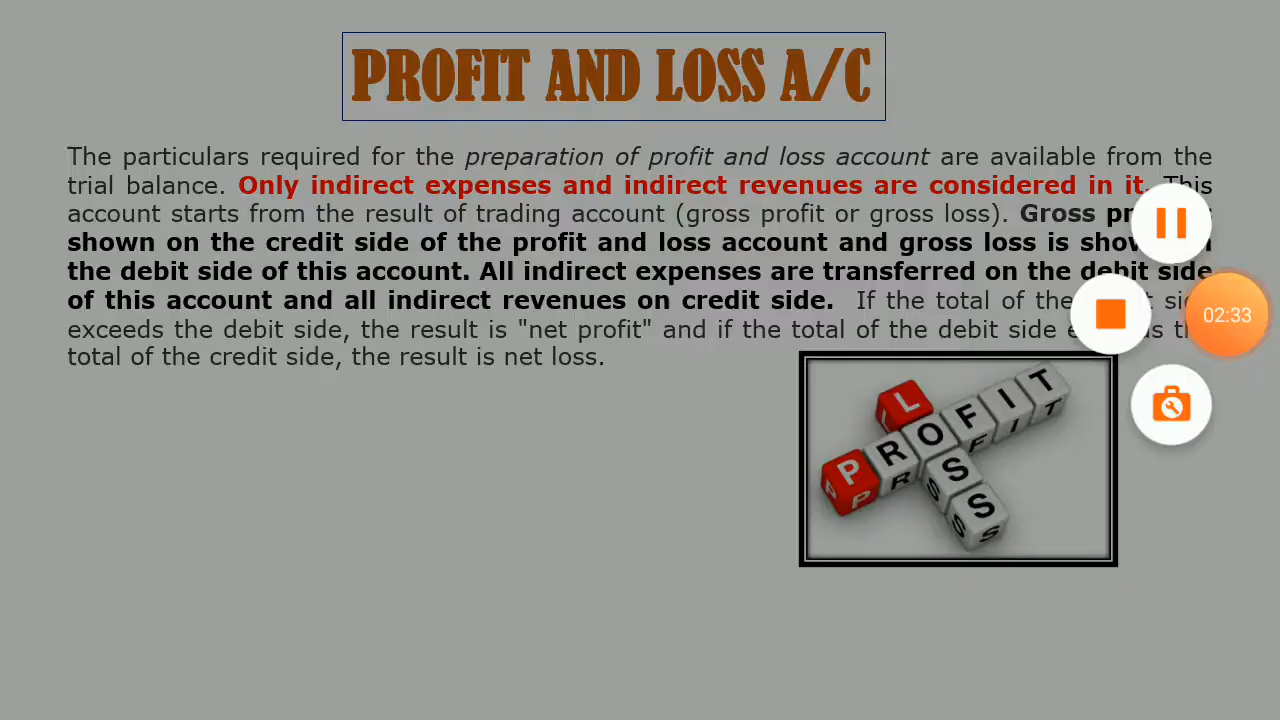 PROFIT AND LOSS A/C
The particulars required for the preparation of profit and loss account are available from the
trial balance. Only indirect expenses and indirect revenues are considered in it. This
account starts from the result of trading account (gross profit or gross loss). Gross
shown on the credit side of the profit and loss account and gross loss is
the debit side of this account. All indirect expenses are transferred on the debit side
of this account and all indirect revenues on credit side. If the total of the
exceeds the debit side, the result is "net profit" and if the total of the debit side
total of the credit side, the result is net loss.
02:33
PROFIT
LOSS